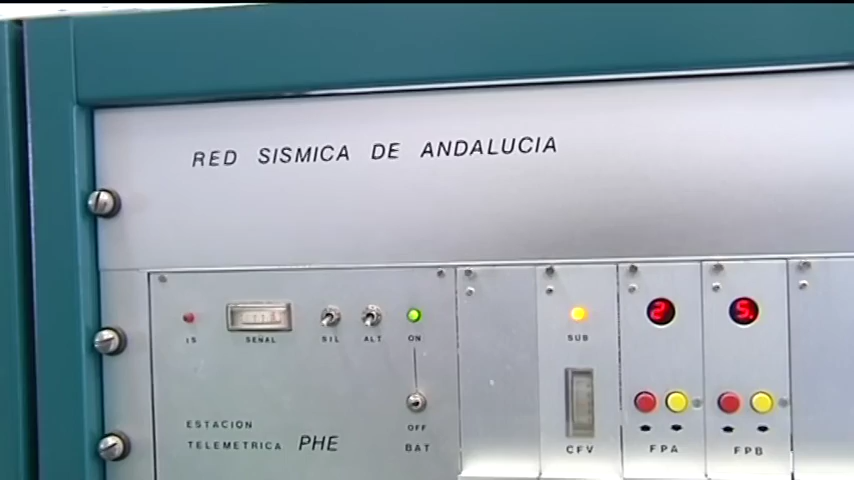 RED SISMICA DE ANDALUCIA
IS
SEÑAL
SIL
ALT
ON
SUB
2
5.
OFF
BAT
CFV
FPA
FPB
ESTACION
TELEMETRICA PHE